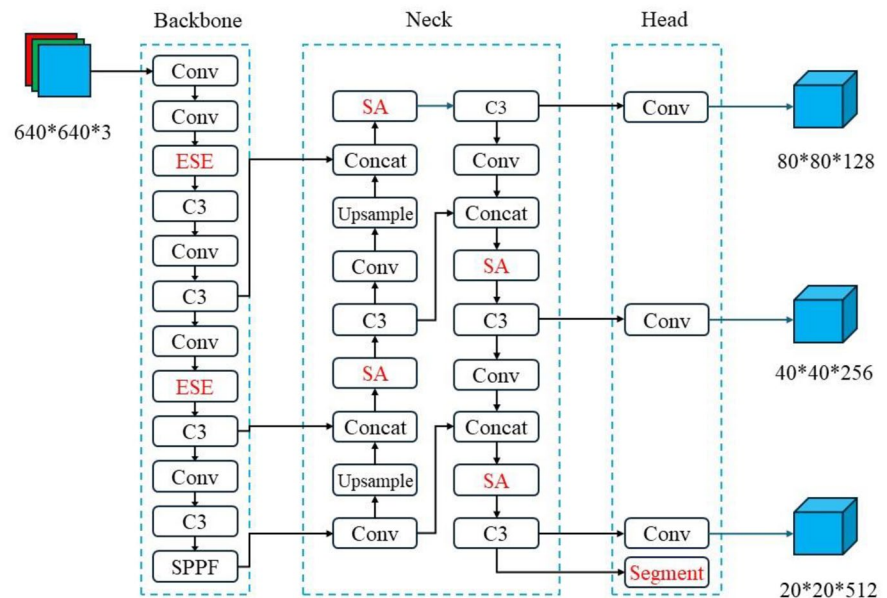 Backbone
Neck
Head
640*640*3
Conv
Conv
ESE
C3
Conv
C3
Conv
ESE
C3
Conv
C3
SPPF
SA
Concat
Upsample
Conv
C3
SA
Concat
Upsample
Conv
C3
Conv
Concat
SA
C3
Conv
Concat
SA
C3
Conv
Conv
Conv
Segment
80*80*128
40*40*256
20*20*512